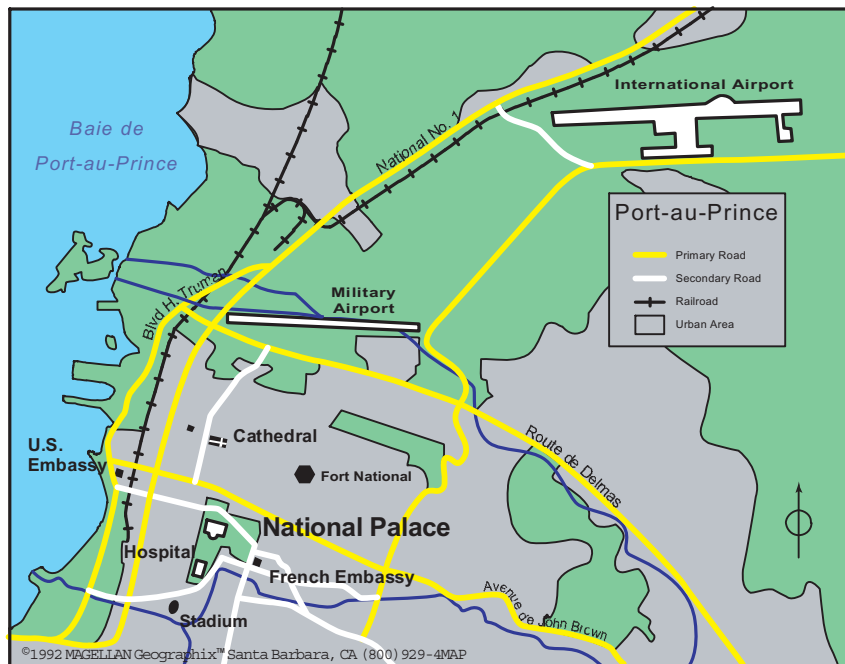 International Airport
Baie de
Port-au-Prince
National No. 1
Port-au-Prince
Primary Road
Secondary Road
Railroad
Urban Area
Blvd H. Truman
Military
Airport
U.S.
Embassy
Cathedral
Route de Delmas
Fort National
National Palace
Hospital
French Embassy
Avenue de John Brown
Stadium
©1992 MAGELLAN Geographix™ Santa Barbara, CA (800) 929-4MAP